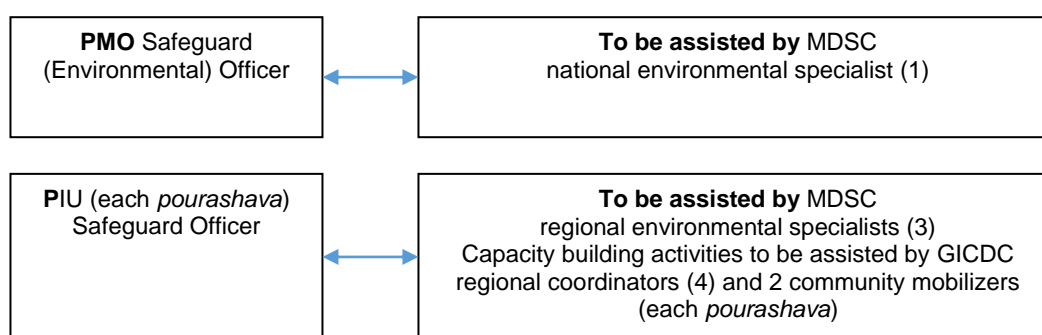 PMO Safeguard
(Environmental) Officer
To be assisted by MDSC
national environmental specialist (1)
PIU (each pourashava)
Safeguard Officer
To be assisted by MDSC
regional environmental specialists (3)
Capacity building activities to be assisted by GICDC
regional coordinators (4) and 2 community mobilizers
(each pourashava)